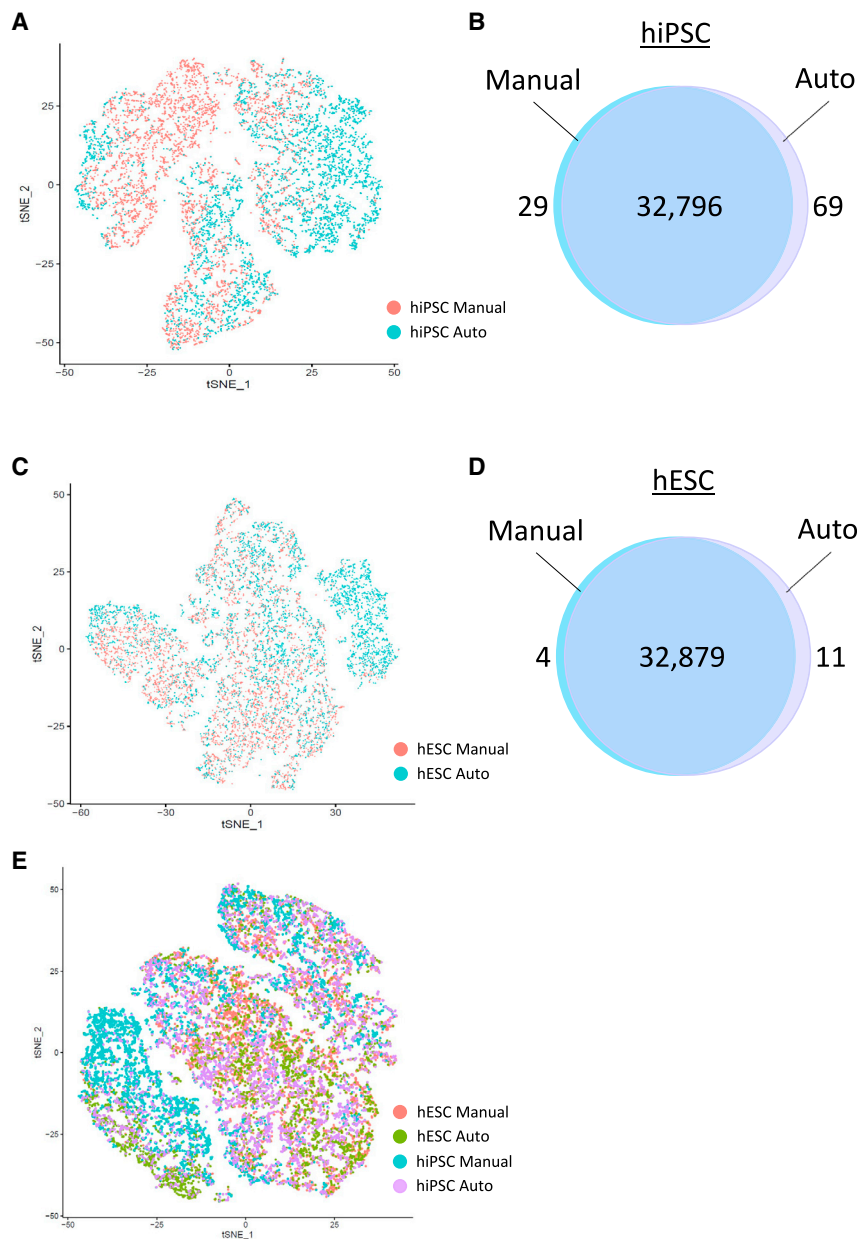 A
25
0
−25
−50
−50
−25
0
25
50
tSNE_2
tSNE_1
hiPSC Manual
hiPSC Auto
B
hiPSC
Manual
Auto
29
32,796
69
C
50
25
0
−25
−50
−60
−30
0
30
tSNE_2
tSNE_1
hESC Manual
hESC Auto
D
hESC
Manual
Auto
4
32,879
11
E
50
25
0
−25
−50
−50
−25
0
25
tSNE_2
tSNE_1
hESC Manual
hESC Auto
hiPSC Manual
hiPSC Auto